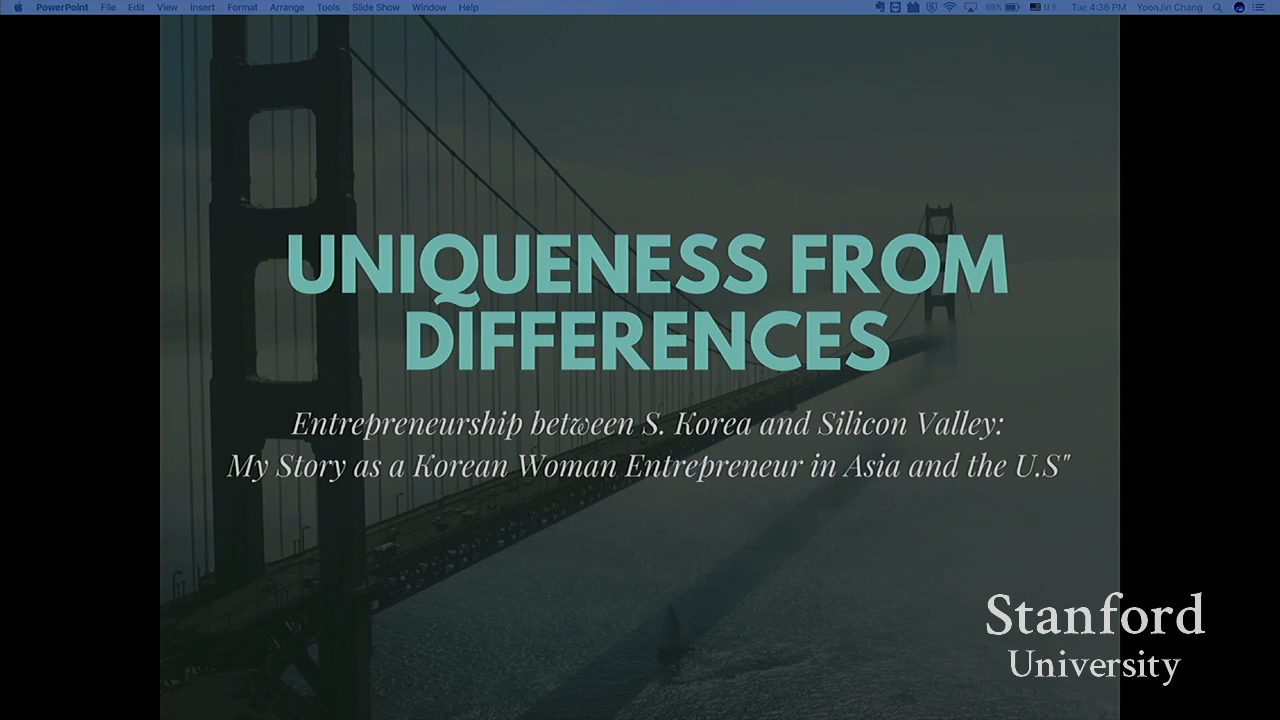 PowerPoint File Edit View Insert Format Arrange Tools Slide Show Window Help 89% U.S. Tue 4:36 PM YoonJin Chang
UNIQUENESS FROM
DIFFERENCES
Entrepreneurship between S. Korea and Silicon Valley:
My Story as a Korean Woman Entrepreneur in Asia and the U.S"
Stanford
University